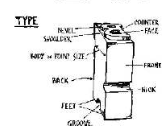 TYPE
COUNTER
BEVEL
FACE
SHOULDER
BODY OR POINT SIZE
FRONT
BACK
NICK
FEET
GROOVE